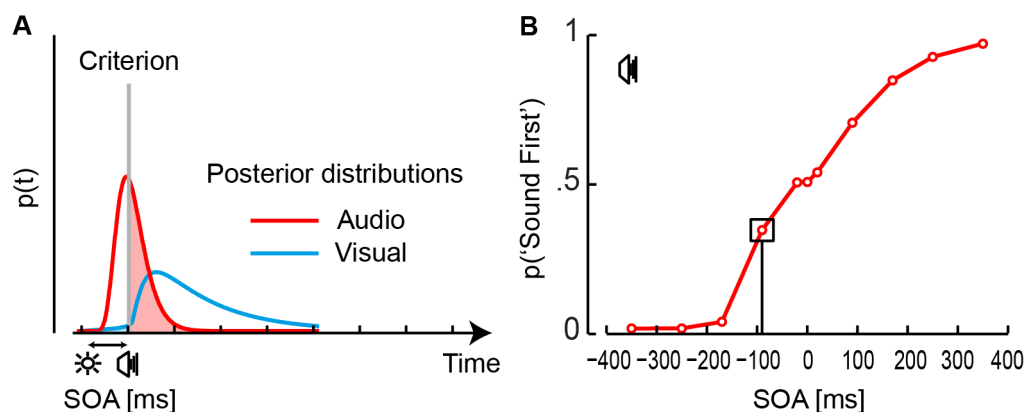 A
Criterion
p(t)
Posterior distributions
Audio
Visual
Time
SOA [ms]
B
p(‘Sound First’)
1
.5
0
−400 −300 −200 −100 0 100 200 300 400
SOA [ms]